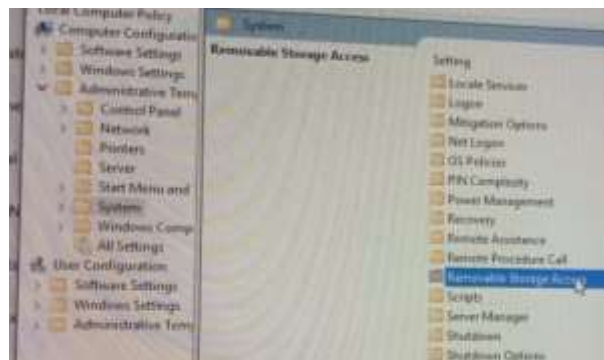 Local Computer Policy
Computer Configuratio
Software Settings
Windows Settings
Administrative Temp
Control Panel
Network
Printers
Server
Start Menu and
System
Windows Comp
All Settings
User Configuration
Software Settings
Windows Settings
Administrative Temp
System
Removable Storage Access
Setting
Locale Services
Logon
Mitigation Options
Net Logon
OS Policies
PIN Complexity
Power Management
Recovery
Remote Assistance
Remote Procedure Call
Removable Storage Access
Scripts
Server Manager
Shutdown
Shutdown Options